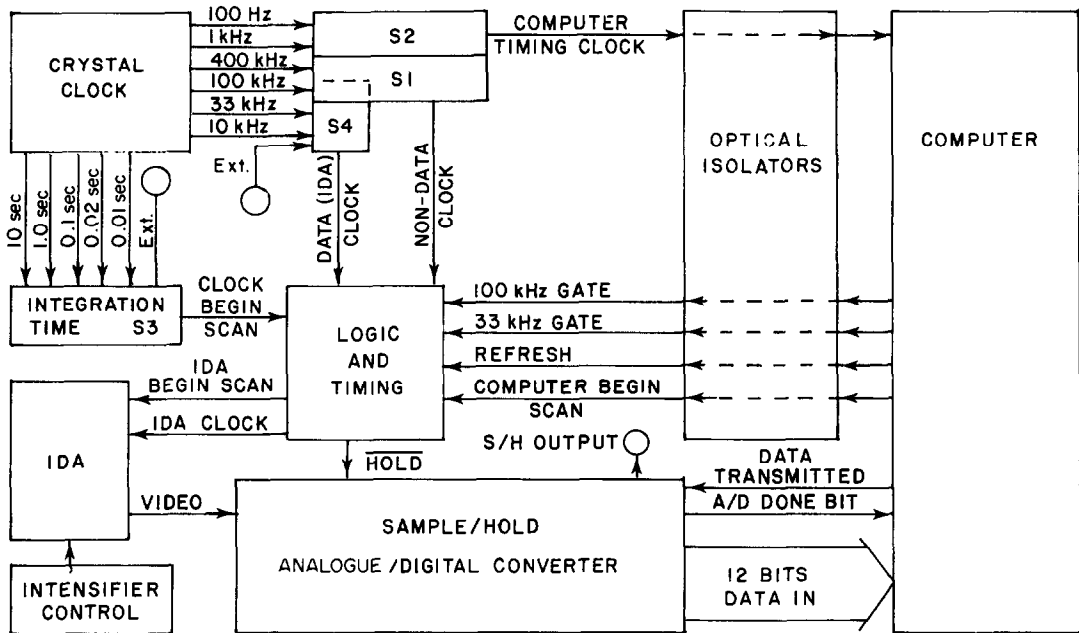 CRYSTAL
CLOCK
100 Hz
1 kHz
400 kHz
100 kHz
33 kHz
10 kHz
S2
S1
S4
Ext.
COMPUTER
TIMING CLOCK
OPTICAL
ISOLATORS
COMPUTER
10 sec
1.0 sec
0.1 sec
0.02 sec
0.01 sec
Ext.
DATA (IDA)
CLOCK
NON-DATA
CLOCK
INTEGRATION
TIME S3
CLOCK
BEGIN
SCAN
LOGIC
AND
TIMING
100 kHz GATE
33 kHz GATE
REFRESH
COMPUTER BEGIN
SCAN
IDA
BEGIN SCAN
IDA CLOCK
IDA
HOLD
S/H OUTPUT
VIDEO
SAMPLE/HOLD
ANALOGUE/DIGITAL CONVERTER
DATA
TRANSMITTED
A/D DONE BIT
12 BITS
DATA IN
INTENSIFIER
CONTROL